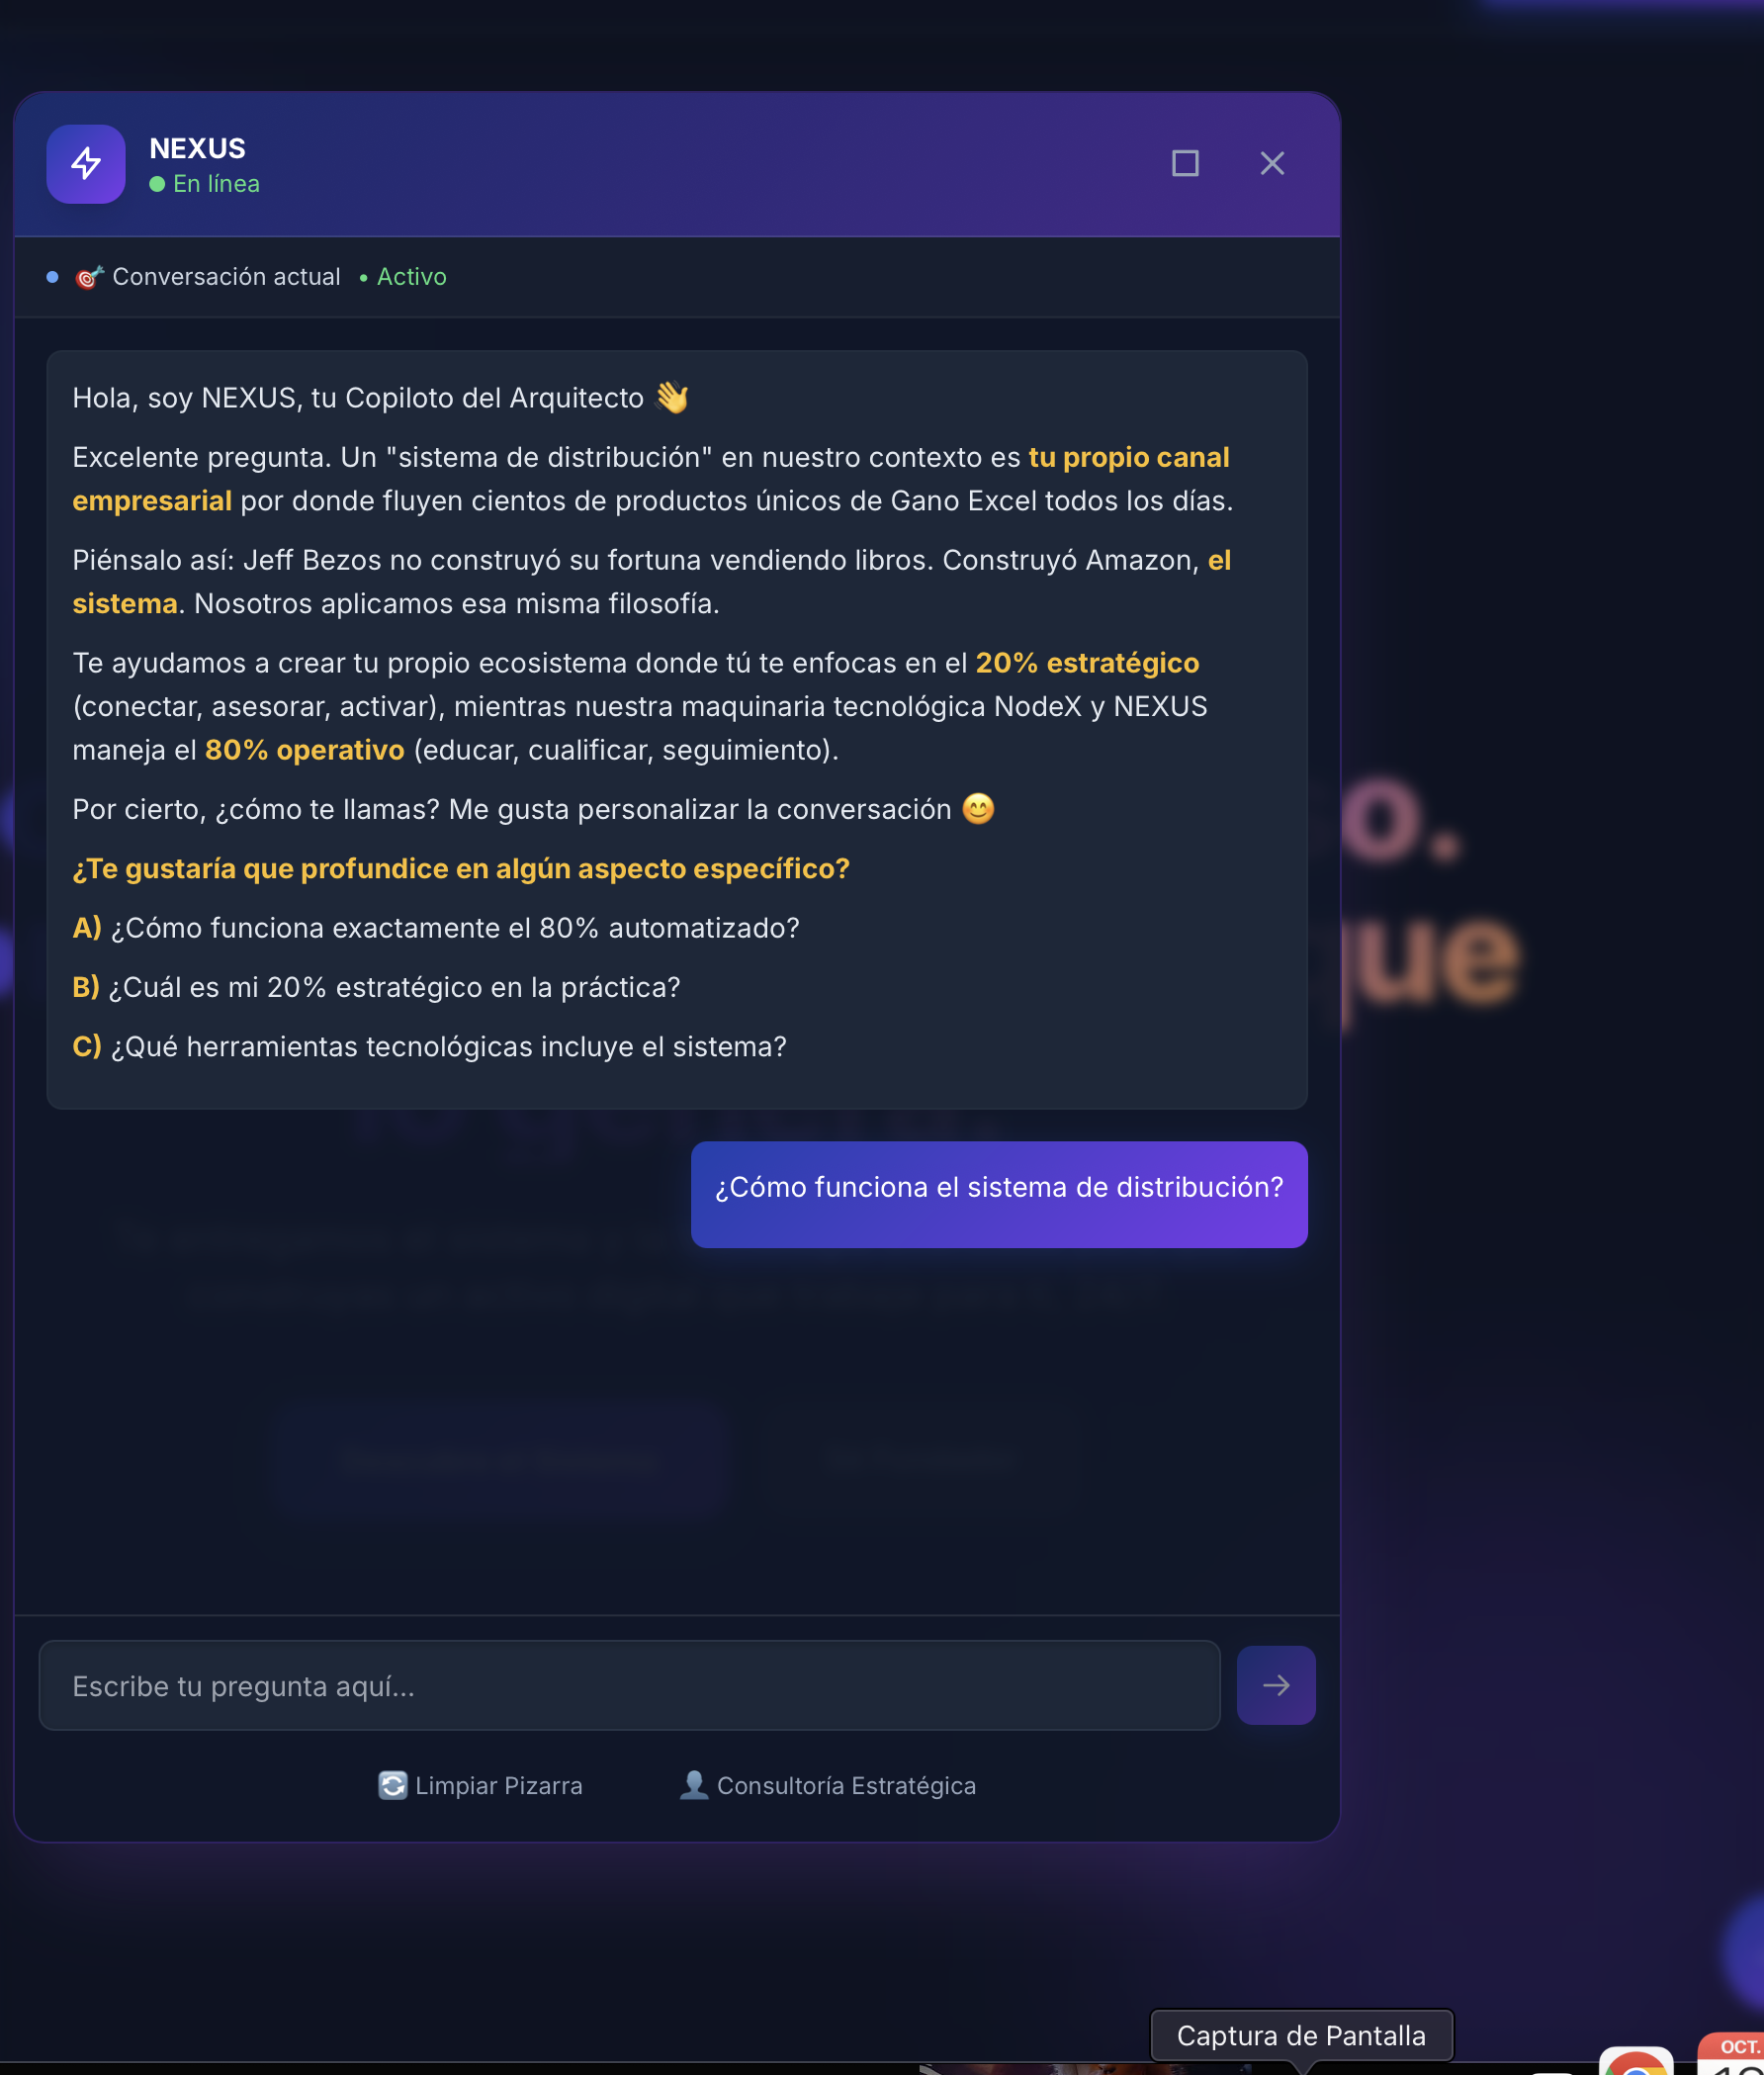 NEXUS
En línea
Conversación actual • Activo
Hola, soy NEXUS, tu Copiloto del Arquitecto
Excelente pregunta. Un "sistema de distribución" en nuestro contexto es tu propio canal
empresarial por donde fluyen cientos de productos únicos de Gano Excel todos los días.
Piénsalo así: Jeff Bezos no construyó su fortuna vendiendo libros. Construyó Amazon, el
sistema. Nosotros aplicamos esa misma filosofía.
Te ayudamos a crear tu propio ecosistema donde tú te enfocas en el 20% estratégico
(conectar, asesorar, activar), mientras nuestra maquinaria tecnológica NodeX y NEXUS
maneja el 80% operativo (educar, cualificar, seguimiento).
Por cierto, ¿cómo te llamas? Me gusta personalizar la conversación
¿Te gustaría que profundice en algún aspecto específico?
A) ¿Cómo funciona exactamente el 80% automatizado?
B) ¿Cuál es mi 20% estratégico en la práctica?
C) ¿Qué herramientas tecnológicas incluye el sistema?
¿Cómo funciona el sistema de distribución?
Escribe tu pregunta aquí...
Limpiar Pizarra
Consultoría Estratégica
Captura de Pantalla
OCT.